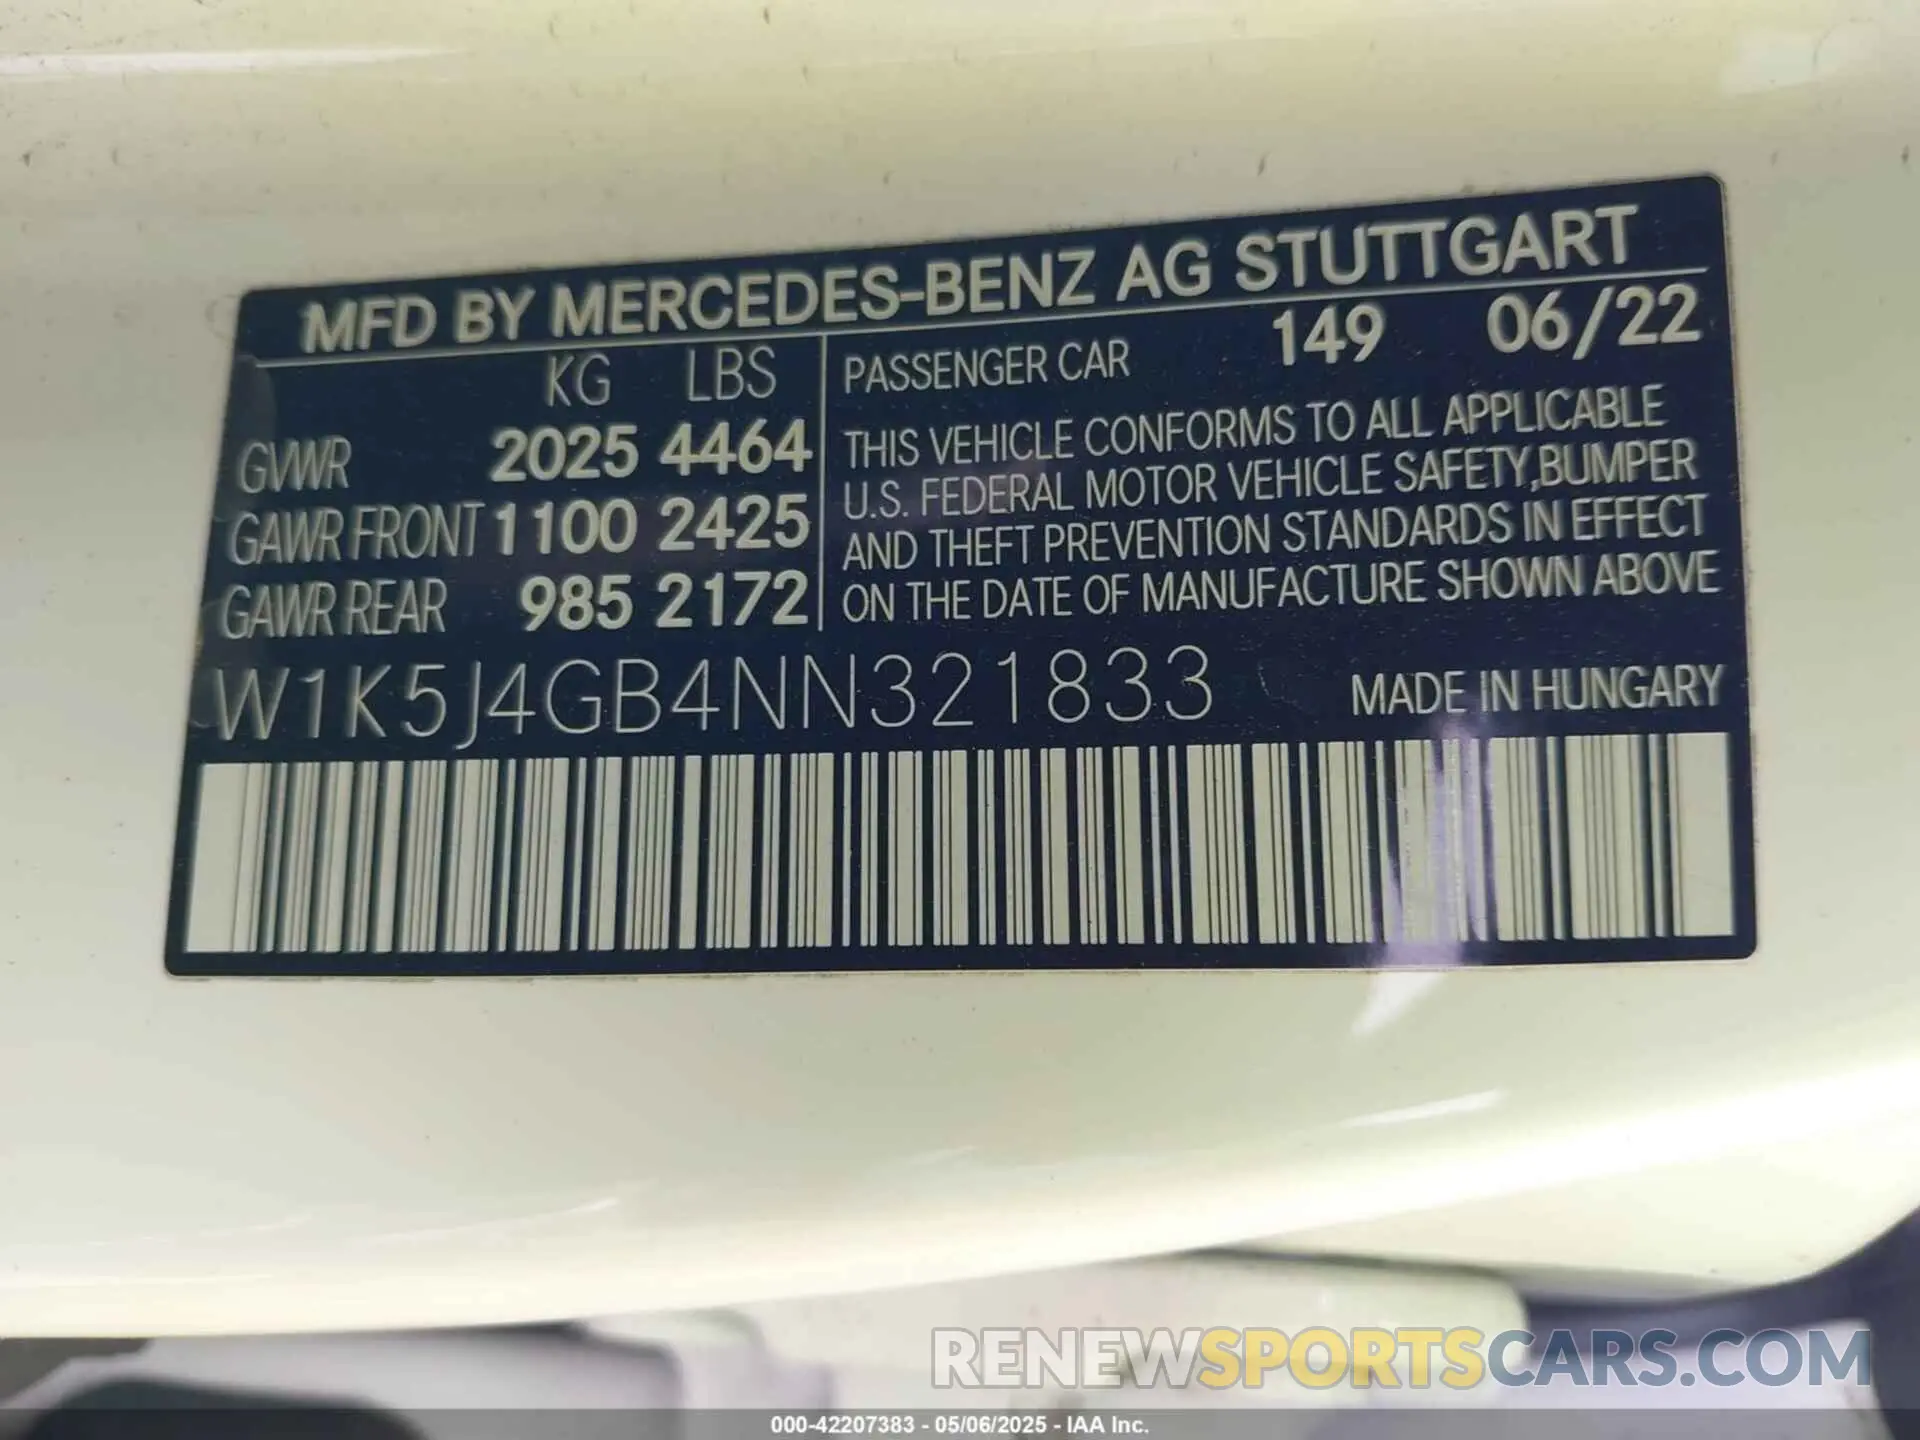 MFD BY MERCEDES-BENZ AG STUTTGART
KG LBS
GVWR 2025 4464
GAWR FRONT 1100 2425
GAWR REAR 985 2172
PASSENGER CAR 149 06/22
THIS VEHICLE CONFORMS TO ALL APPLICABLE
U.S. FEDERAL MOTOR VEHICLE SAFETY,BUMPER
AND THEFT PREVENTION STANDARDS IN EFFECT
ON THE DATE OF MANUFACTURE SHOWN ABOVE
W1K5J4GB4NN321833 MADE IN HUNGARY
RENEWSPORTSCARS.COM
000-42207383 - 05/06/2025 - IAA Inc.